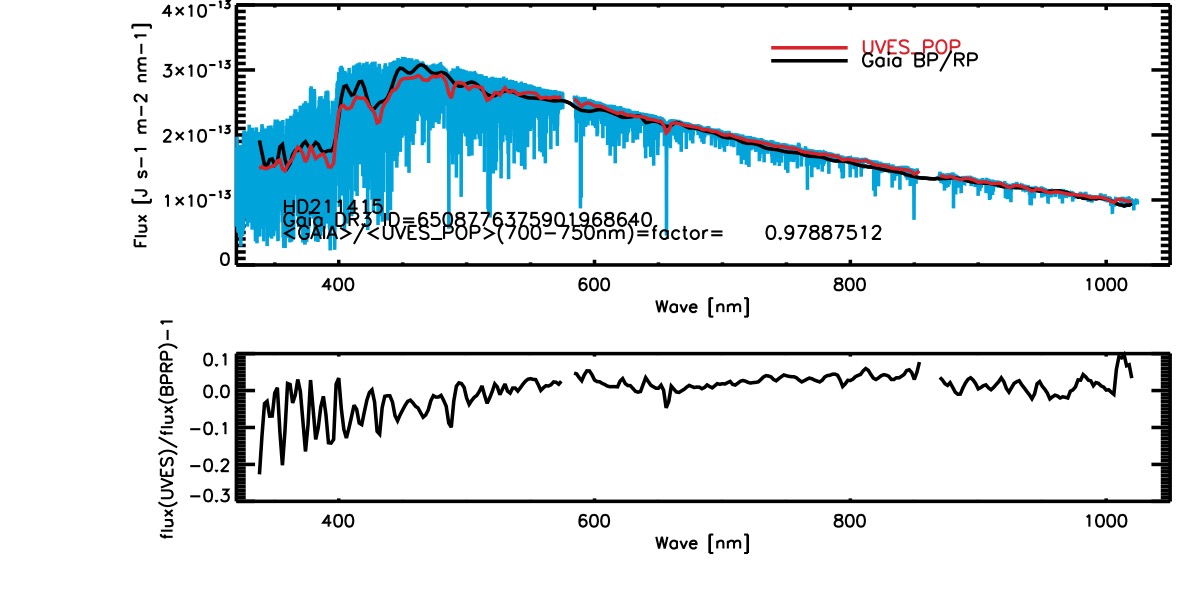 4×10−13
3×10−13
2×10−13
1×10−13
0
Flux [J s−1 m−2 nm−1]
UVES_POP
Gaia BP/RP
HD211415
Gaia DR3 ID=6508776375901968640
<GAIA>/<UVES_POP>(700−750nm)=factor= 0.97887512
400 600 800 1000
Wave [nm]
0.1
0.0
−0.1
−0.2
−0.3
flux(UVES)/flux(BPRP)−1
400 600 800 1000
Wave [nm]